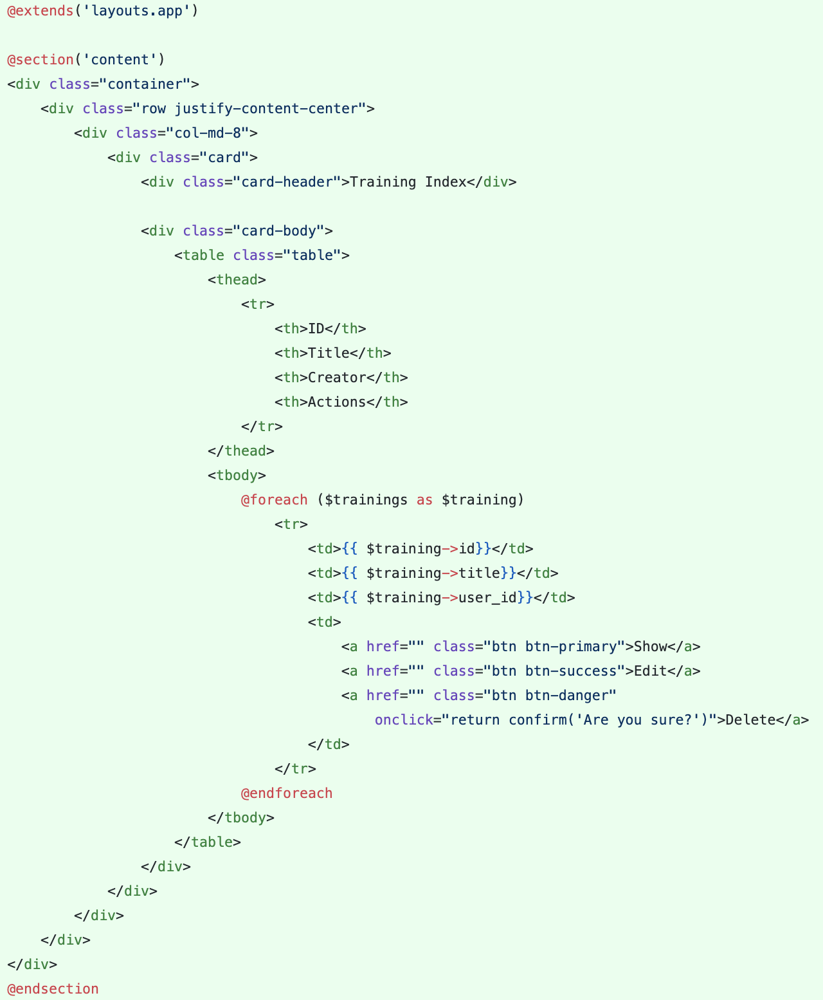 @extends('layouts.app')

@section('content')
<div class="container">
    <div class="row justify-content-center">
        <div class="col-md-8">
            <div class="card">
                <div class="card-header">Training Index</div>

                <div class="card-body">
                    <table class="table">
                        <thead>
                            <tr>
                                <th>ID</th>
                                <th>Title</th>
                                <th>Creator</th>
                                <th>Actions</th>
                            </tr>
                        </thead>
                        <tbody>
                            @foreach ($trainings as $training)
                                <tr>
                                    <td>{{ $training->id}}</td>
                                    <td>{{ $training->title}}</td>
                                    <td>{{ $training->user_id}}</td>
                                    <td>
                                        <a href="" class="btn btn-primary">Show</a>
                                        <a href="" class="btn btn-success">Edit</a>
                                        <a href="" class="btn btn-danger"
                                            onclick="return confirm('Are you sure?')">Delete</a>
                                    </td>
                                </tr>
                            @endforeach
                        </tbody>
                    </table>
                </div>
            </div>
        </div>
    </div>
</div>
@endsection